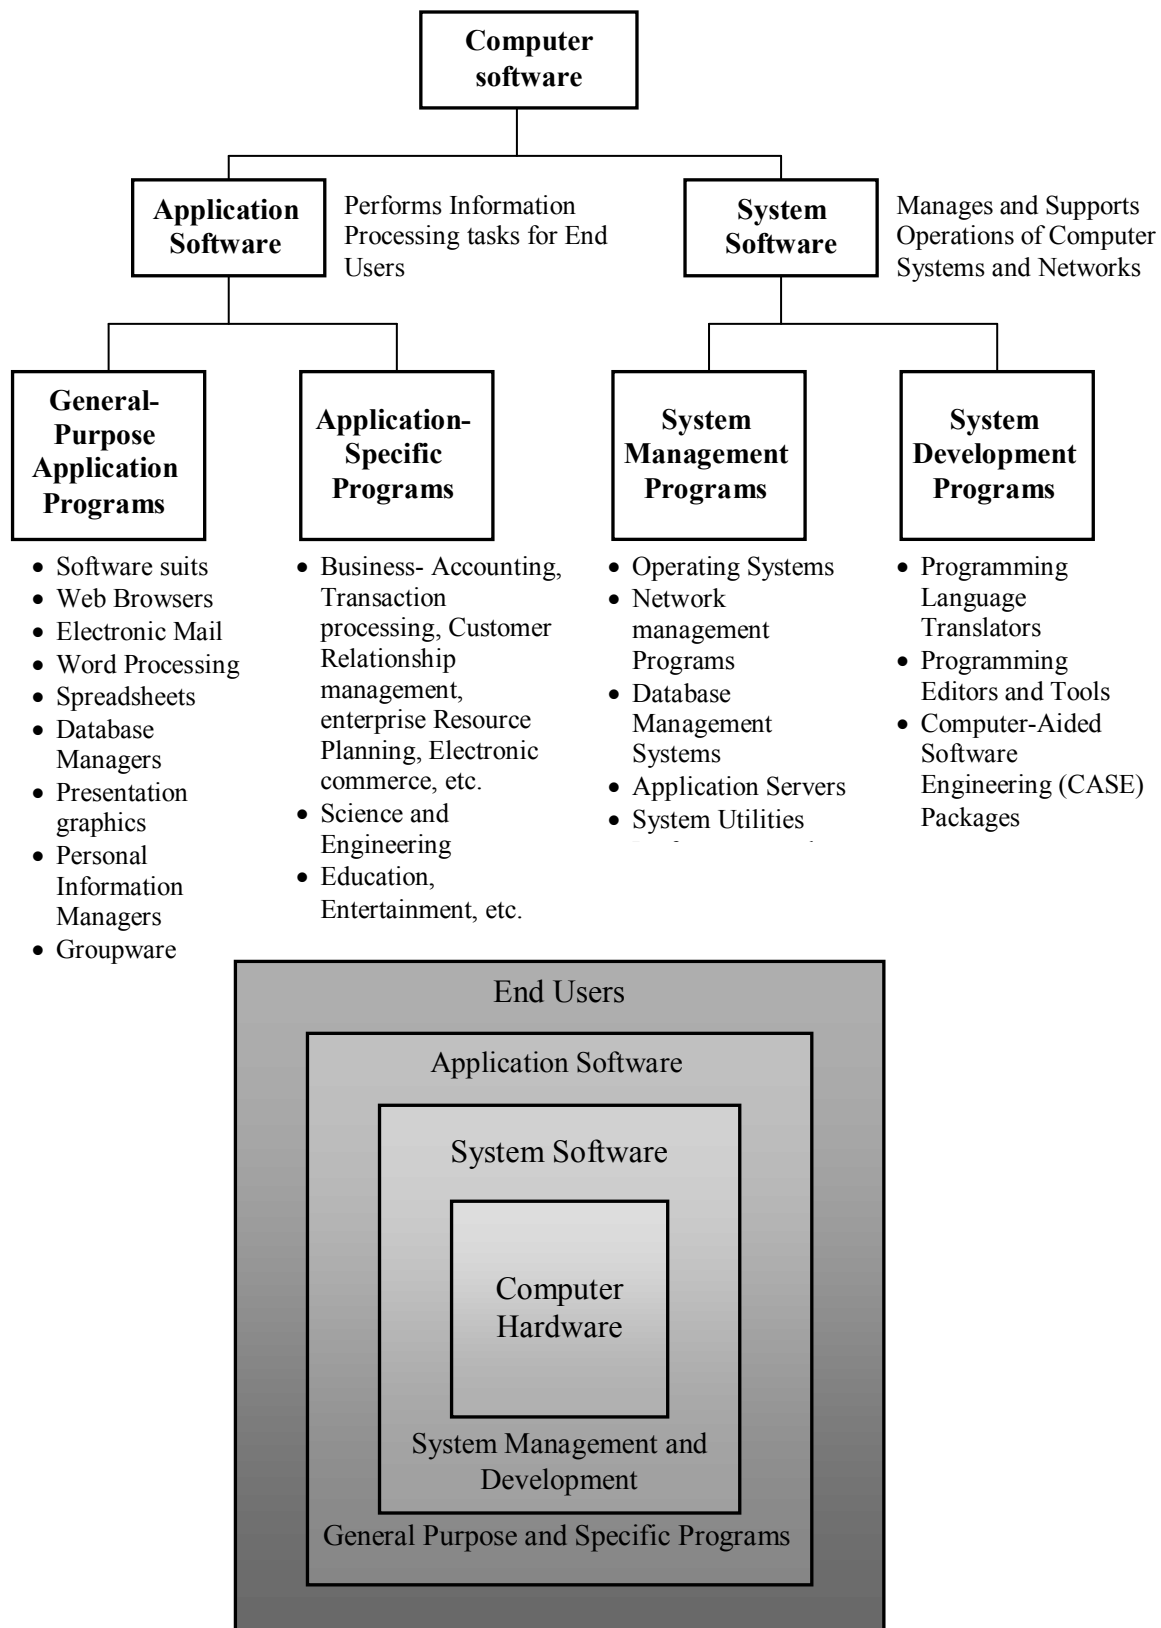 Computer
software
Application
Software
Performs Information
Processing tasks for End
Users
System
Software
Manages and Supports
Operations of Computer
Systems and Networks
General-
Purpose
Application
Programs
Application-
Specific
Programs
System
Management
Programs
System
Development
Programs
• Software suits
• Web Browsers
• Electronic Mail
• Word Processing
• Spreadsheets
• Database
Managers
• Presentation
graphics
• Personal
Information
Managers
• Groupware
• Business- Accounting,
Transaction
processing, Customer
Relationship
management,
enterprise Resource
Planning, Electronic
commerce, etc.
• Science and
Engineering
• Education,
Entertainment, etc.
• Operating Systems
• Network
management
Programs
• Database
Management
Systems
• Application Servers
• System Utilities
• Programming
Language
Translators
• Programming
Editors and Tools
• Computer-Aided
Software
Engineering (CASE)
Packages
End Users
Application Software
System Software
Computer
Hardware
System Management and
Development
General Purpose and Specific Programs